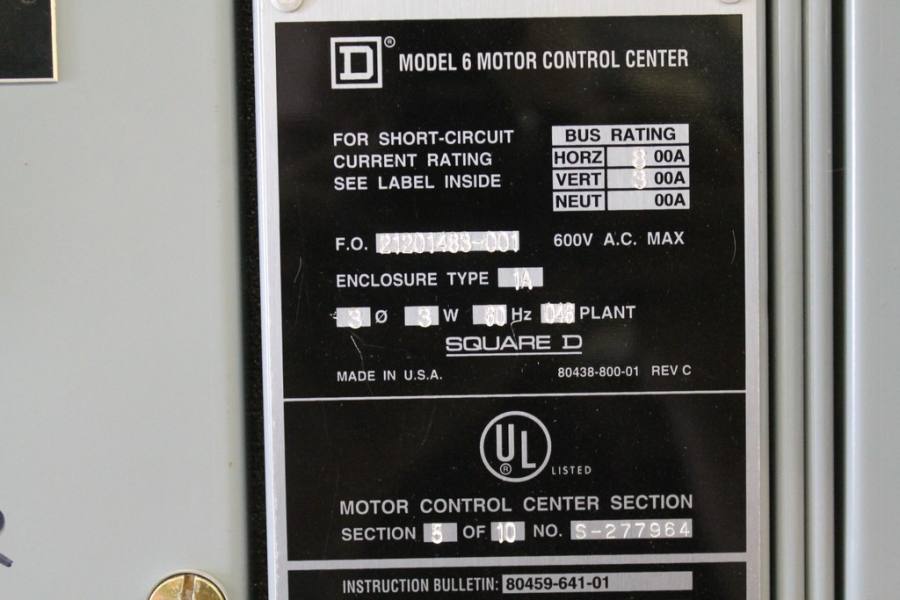 D ® MODEL 6 MOTOR CONTROL CENTER
FOR SHORT-CIRCUIT
CURRENT RATING
SEE LABEL INSIDE
BUS RATING
HORZ 8 00A
VERT 3 00A
NEUT 00A
F.O. 21201483-001 600V A.C. MAX
ENCLOSURE TYPE 1A
3 Ø 3 W 60 Hz 046 PLANT
SQUARE D
MADE IN U.S.A. 80438-800-01 REV C
UL ® LISTED
MOTOR CONTROL CENTER SECTION
SECTION 5 OF 10 NO. S-277964
INSTRUCTION BULLETIN: 80459-641-01